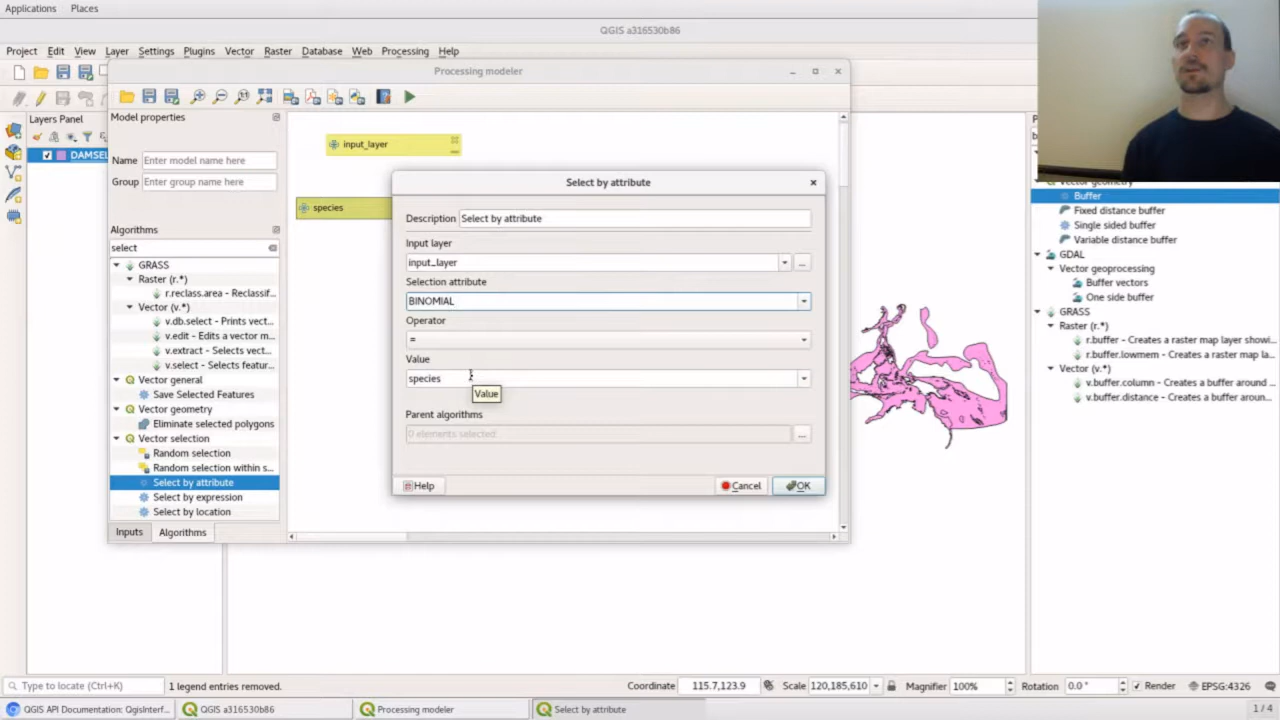 Applications Places
QGIS a316530b86
Project Edit View Layer Settings Plugins Vector Raster Database Web Processing Help
Processing modeler
Model properties
Layers Panel
Name Enter model name here
Group Enter group name here
input_layer
species
DAMSEL
Algorithms
select
GRASS
Raster (r.*)
r.reclass.area - Reclassif...
Vector (v.*)
v.db.select - Prints vect...
v.edit - Edits a vector m...
v.extract - Selects vect...
v.select - Selects featur...
Vector general
Save Selected Features
Vector geometry
Eliminate selected polygons
Vector selection
Random selection
Random selection within s...
Select by attribute
Select by expression
Select by location
Inputs Algorithms
Select by attribute
Description Select by attribute
Input layer
input_layer
...
Selection attribute
BINOMIAL
Operator
=
Value
species
Value
Parent algorithms
0 elements selected
...
Help Cancel OK
Vector geometry
Buffer
Fixed distance buffer
Single sided buffer
Variable distance buffer
GDAL
Vector geoprocessing
Buffer vectors
One side buffer
GRASS
Raster (r.*)
r.buffer - Creates a raster map layer showi...
r.buffer.lowmem - Creates a raster map la...
Vector (v.*)
v.buffer.column - Creates a buffer around ...
v.buffer.distance - Creates a buffer aroun...
Type to locate (Ctrl+K) 1 legend entries removed. Coordinate 115.7,123.9 Scale 120,185,610 Magnifier 100% Rotation 0.0 ° Render EPSG:4326
QGIS API Documentation: QgisInterf... QGIS a316530b86 Processing modeler Select by attribute 1 / 4